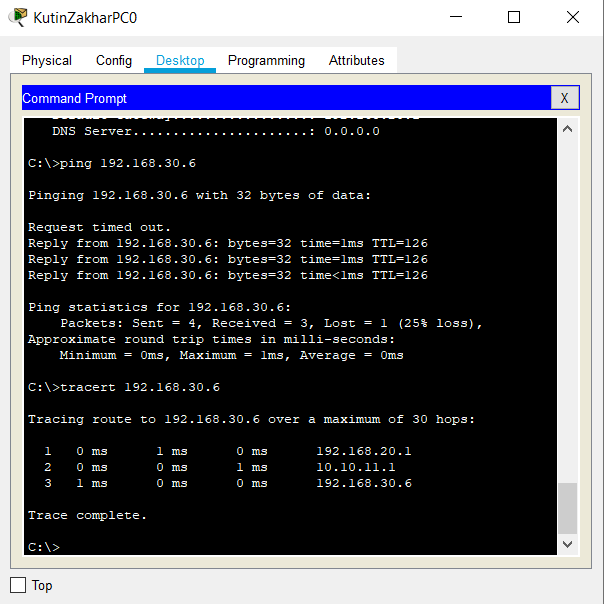 KutinZakharPC0
Physical Config Desktop Programming Attributes
Command Prompt X
DNS Server......................: 0.0.0.0
C:\>ping 192.168.30.6
Pinging 192.168.30.6 with 32 bytes of data:
Request timed out.
Reply from 192.168.30.6: bytes=32 time=1ms TTL=126
Reply from 192.168.30.6: bytes=32 time=1ms TTL=126
Reply from 192.168.30.6: bytes=32 time<1ms TTL=126
Ping statistics for 192.168.30.6:
Packets: Sent = 4, Received = 3, Lost = 1 (25% loss),
Approximate round trip times in milli-seconds:
Minimum = 0ms, Maximum = 1ms, Average = 0ms
C:\>tracert 192.168.30.6
Tracing route to 192.168.30.6 over a maximum of 30 hops:
1 0 ms 1 ms 0 ms 192.168.20.1
2 0 ms 0 ms 1 ms 10.10.11.1
3 1 ms 0 ms 0 ms 192.168.30.6
Trace complete.
C:\>
Top